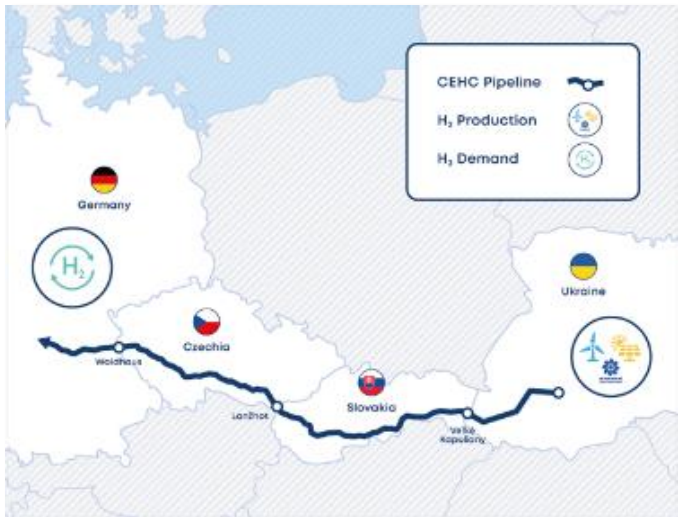 CEHC Pipeline
H₂ Production
H₂ Demand
Germany
H₂
Ukraine
Czechia
Waidhaus
Lanžhot
Slovakia
Veľké
Kapušany